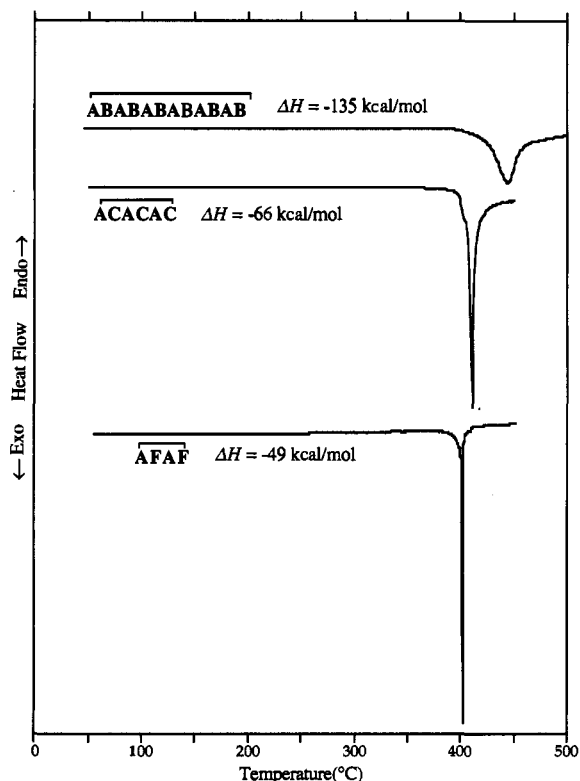 ABABABABABAB ΔH = -135 kcal/mol
ACACAC ΔH = -66 kcal/mol
AFAF ΔH = -49 kcal/mol
← Exo Heat Flow Endo →
0 100 200 300 400 500
Temperature(°C)